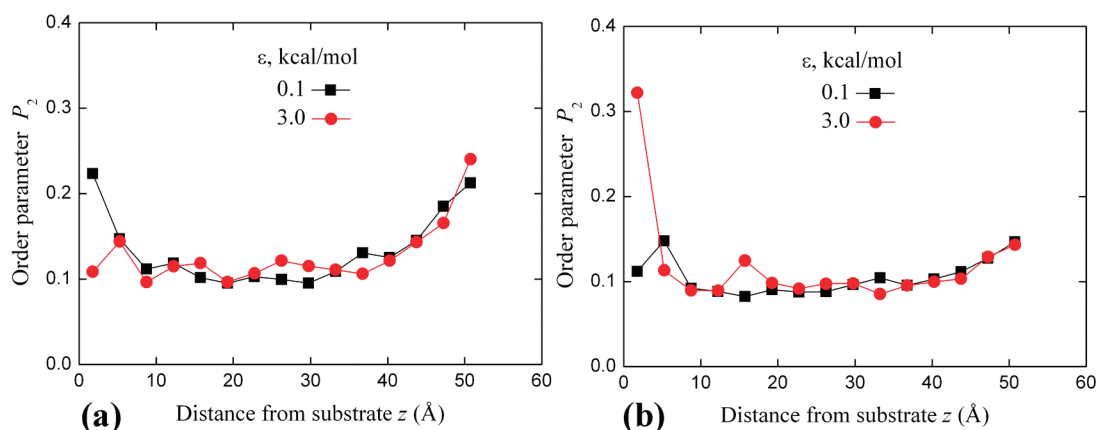 0.4
0.3
0.2
0.1
0.0
Order parameter P2
ε, kcal/mol
0.1
3.0
0 10 20 30 40 50 60
Distance from substrate z (Å)
(a)
0.4
0.3
0.2
0.1
0.0
Order parameter P2
ε, kcal/mol
0.1
3.0
0 10 20 30 40 50 60
Distance from substrate z (Å)
(b)